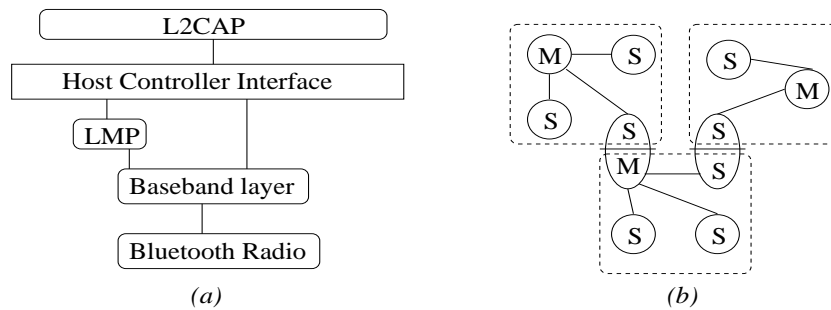 L2CAP
Host Controller Interface
LMP
Baseband layer
Bluetooth Radio
(a)
M S S
S M
S S
M S
S S
(b)